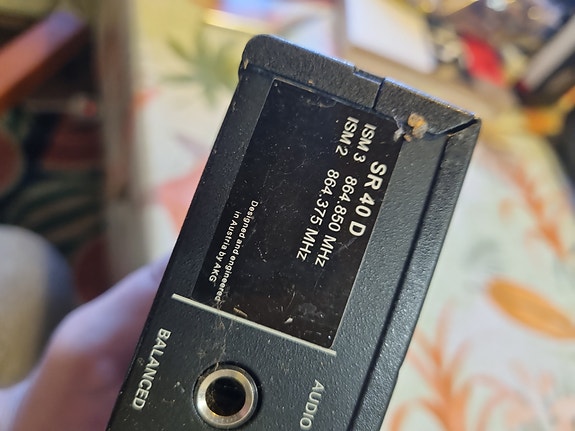 SR 40 D
ISM 3 864.850 MHz
ISM 2 864.375 MHz
Designed and engineered
in Austria by AKG
AUDIO
BALANCED